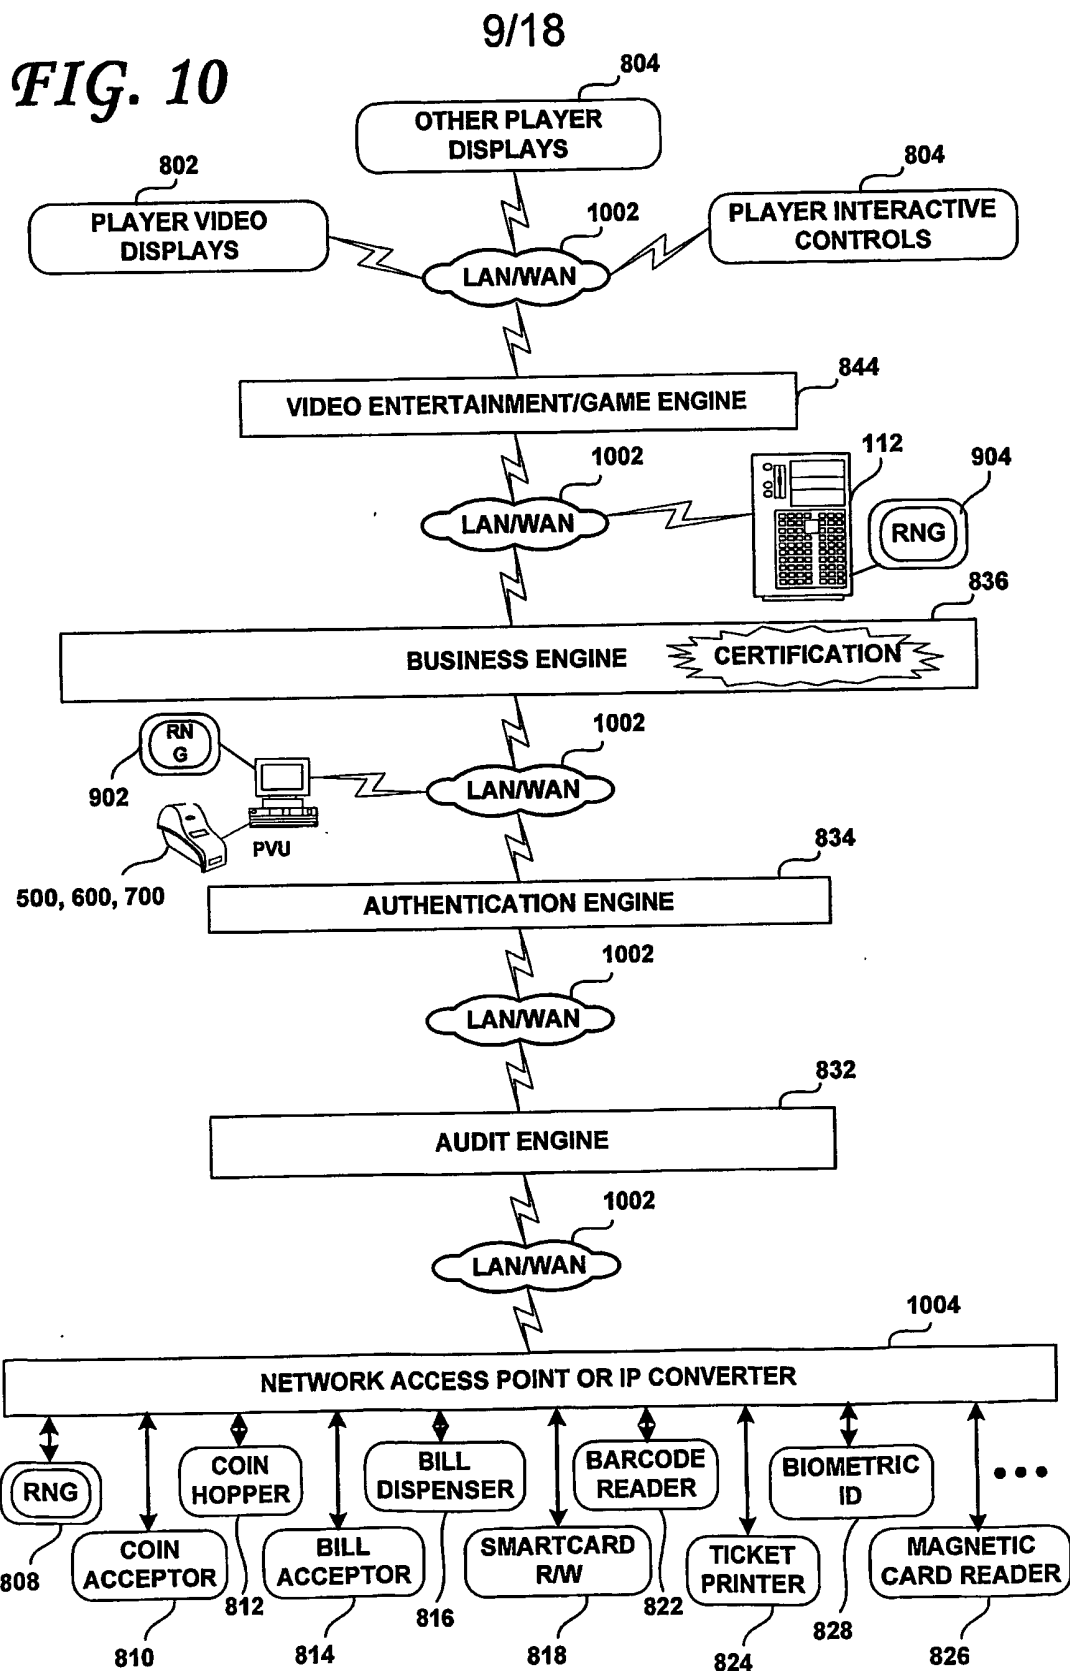 9/18
FIG. 10
804
OTHER PLAYER
DISPLAYS
802
PLAYER VIDEO
DISPLAYS
804
PLAYER INTERACTIVE
CONTROLS
1002
LAN/WAN
844
VIDEO ENTERTAINMENT/GAME ENGINE
1002
LAN/WAN
112
904
RNG
836
BUSINESS ENGINE
CERTIFICATION
RN
G
902
1002
LAN/WAN
PVU
500, 600, 700
834
AUTHENTICATION ENGINE
1002
LAN/WAN
832
AUDIT ENGINE
1002
LAN/WAN
1004
NETWORK ACCESS POINT OR IP CONVERTER
RNG
808
COIN
ACCEPTOR
810
COIN
HOPPER
812
BILL
ACCEPTOR
814
BILL
DISPENSER
816
SMARTCARD
R/W
818
BARCODE
READER
822
TICKET
PRINTER
824
BIOMETRIC
ID
828
MAGNETIC
CARD READER
826